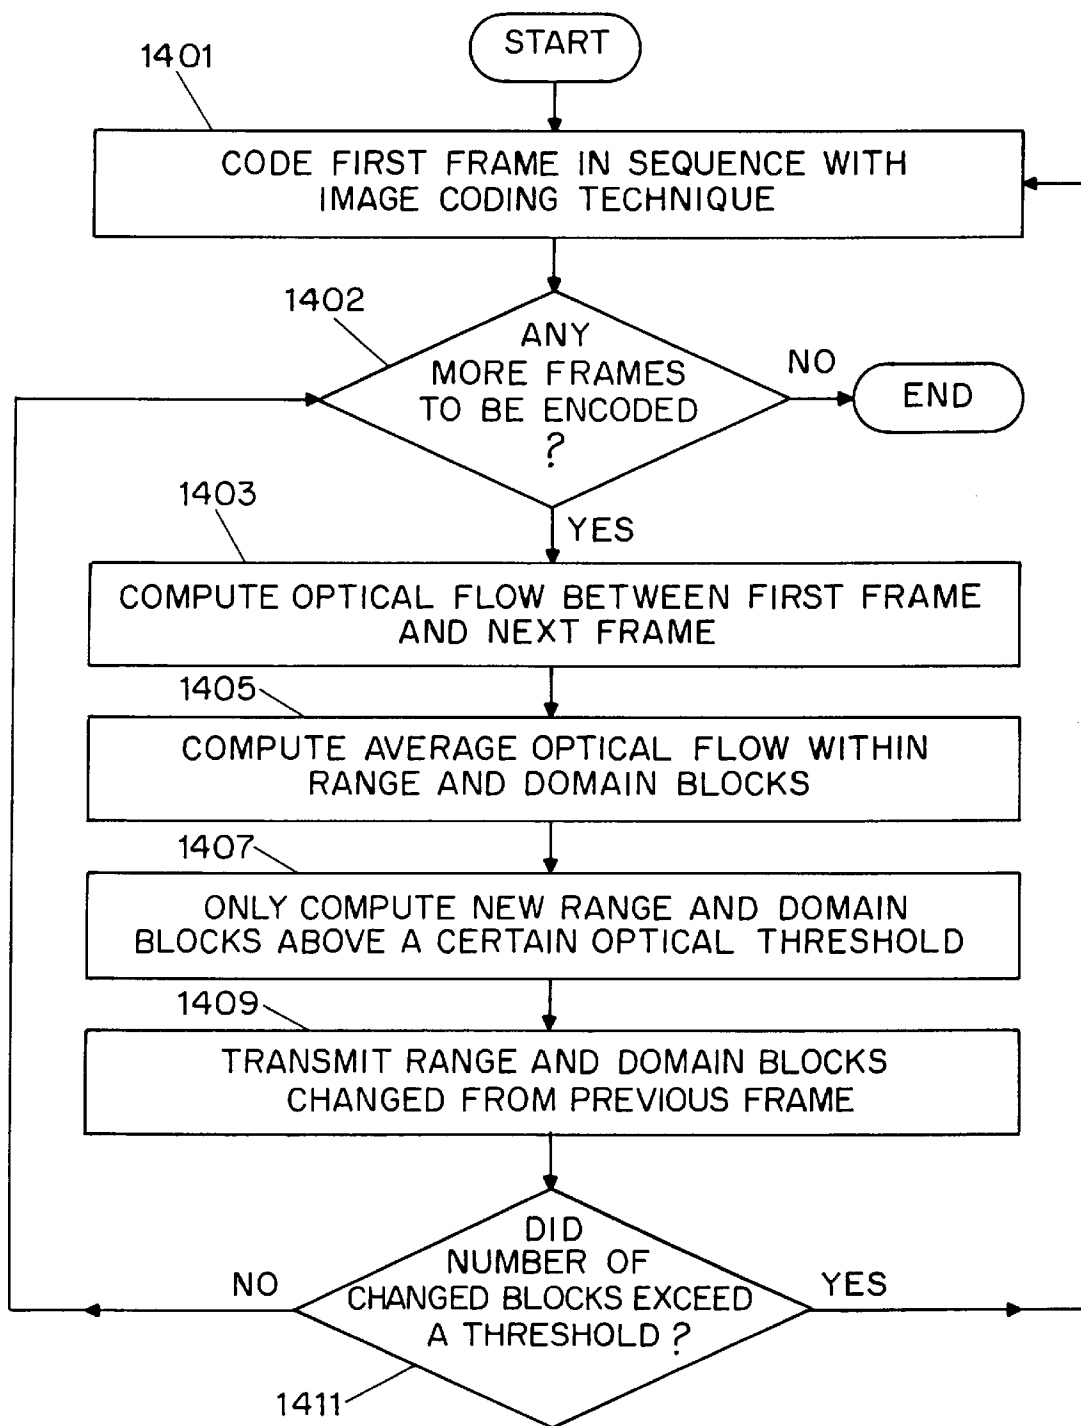 START
1401
CODE FIRST FRAME IN SEQUENCE WITH
IMAGE CODING TECHNIQUE
1402
ANY
MORE FRAMES
TO BE ENCODED
?
NO
END
YES
1403
COMPUTE OPTICAL FLOW BETWEEN FIRST FRAME
AND NEXT FRAME
1405
COMPUTE AVERAGE OPTICAL FLOW WITHIN
RANGE AND DOMAIN BLOCKS
1407
ONLY COMPUTE NEW RANGE AND DOMAIN
BLOCKS ABOVE A CERTAIN OPTICAL THRESHOLD
1409
TRANSMIT RANGE AND DOMAIN BLOCKS
CHANGED FROM PREVIOUS FRAME
DID
NUMBER OF
CHANGED BLOCKS EXCEED
A THRESHOLD ?
NO
YES
1411